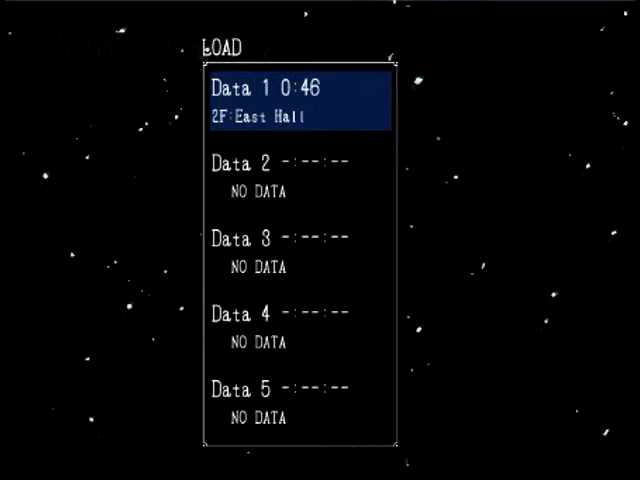 LOAD
Data 1 0:46
2F:East Hall
Data 2 -:--:--
NO DATA
Data 3 -:--:--
NO DATA
Data 4 -:--:--
NO DATA
Data 5 -:--:--
NO DATA